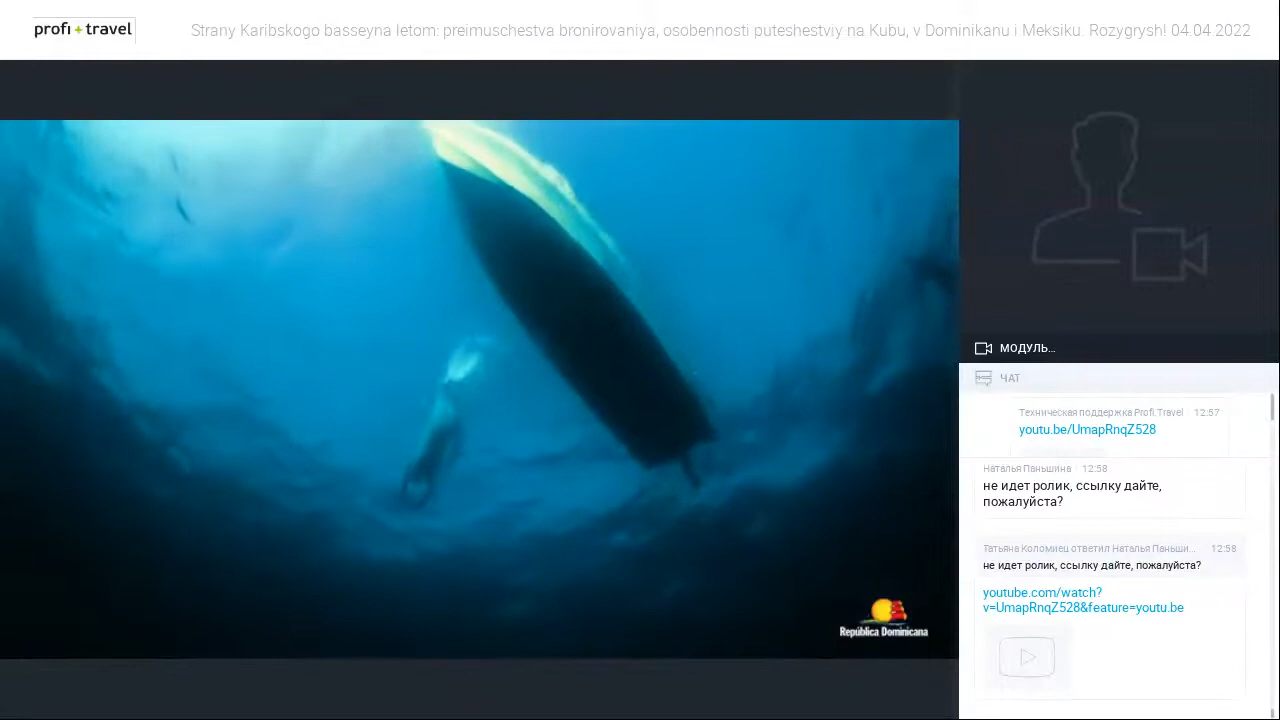 profi travel
Strany Karibskogo basseyna letom: preimuschestva bronirovaniya, osobennosti puteshestviy na Kubu, v Dominikanu i Meksiku. Rozygrysh! 04.04 2022
МОДУЛЬ...
ЧАТ
Техническая поддержка Profi.Travel 12:57
youtu.be/UmapRnqZ528
Наталья Паньшина 12:58
не идет ролик, ссылку дайте,
пожалуйста?
Татьяна Коломиец ответил Наталья Паньши... 12:58
не идет ролик, ссылку дайте, пожалуйста?
youtube.com/watch?
v=UmapRnqZ528&feature=youtu.be
República Dominicana